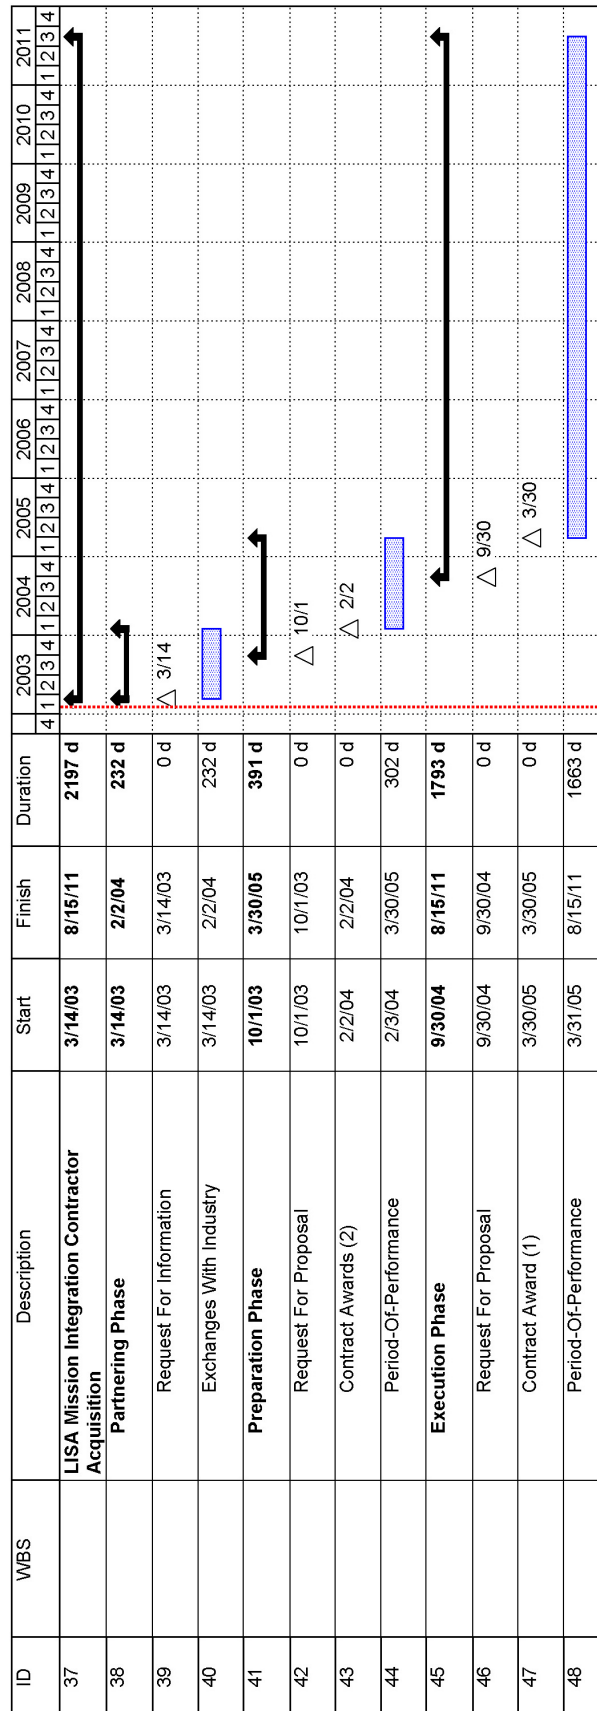 ID WBS Description Start Finish Duration 2003 2004 2005 2006 2007 2008 2009 2010 2011
4 1 2 3 4 1 2 3 4 1 2 3 4 1 2 3 4 1 2 3 4 1 2 3 4 1 2 3 4 1 2 3 4 1 2 3 4
37 LISA Mission Integration Contractor 3/14/03 8/15/11 2197 d
Acquisition
38 Partnering Phase 3/14/03 2/2/04 232 d
39 Request For Information 3/14/03 3/14/03 0 d 3/14
40 Exchanges With Industry 3/14/03 2/2/04 232 d
41 Preparation Phase 10/1/03 3/30/05 391 d
42 Request For Proposal 10/1/03 10/1/03 0 d 10/1
43 Contract Awards (2) 2/2/04 2/2/04 0 d 2/2
44 Period-Of-Performance 2/3/04 3/30/05 302 d
45 Execution Phase 9/30/04 8/15/11 1793 d
46 Request For Proposal 9/30/04 9/30/04 0 d 9/30
47 Contract Award (1) 3/30/05 3/30/05 0 d 3/30
48 Period-Of-Performance 3/31/05 8/15/11 1663 d